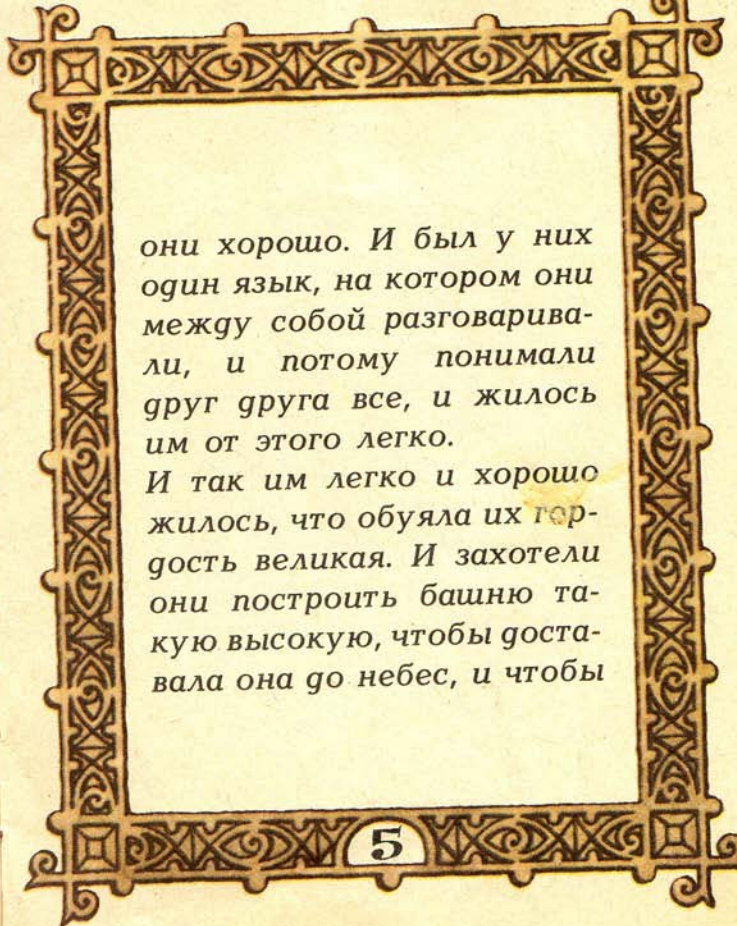 они хорошо. И был у них
один язык, на котором они
между собой разговарива-
ли, и потому понимали
друг друга все, и жилось
им от этого легко.
И так им легко и хорошо
жилось, что обуяла их гор-
дость великая. И захотели
они построить башню та-
кую высокую, чтобы доста-
вала она до небес, и чтобы
5